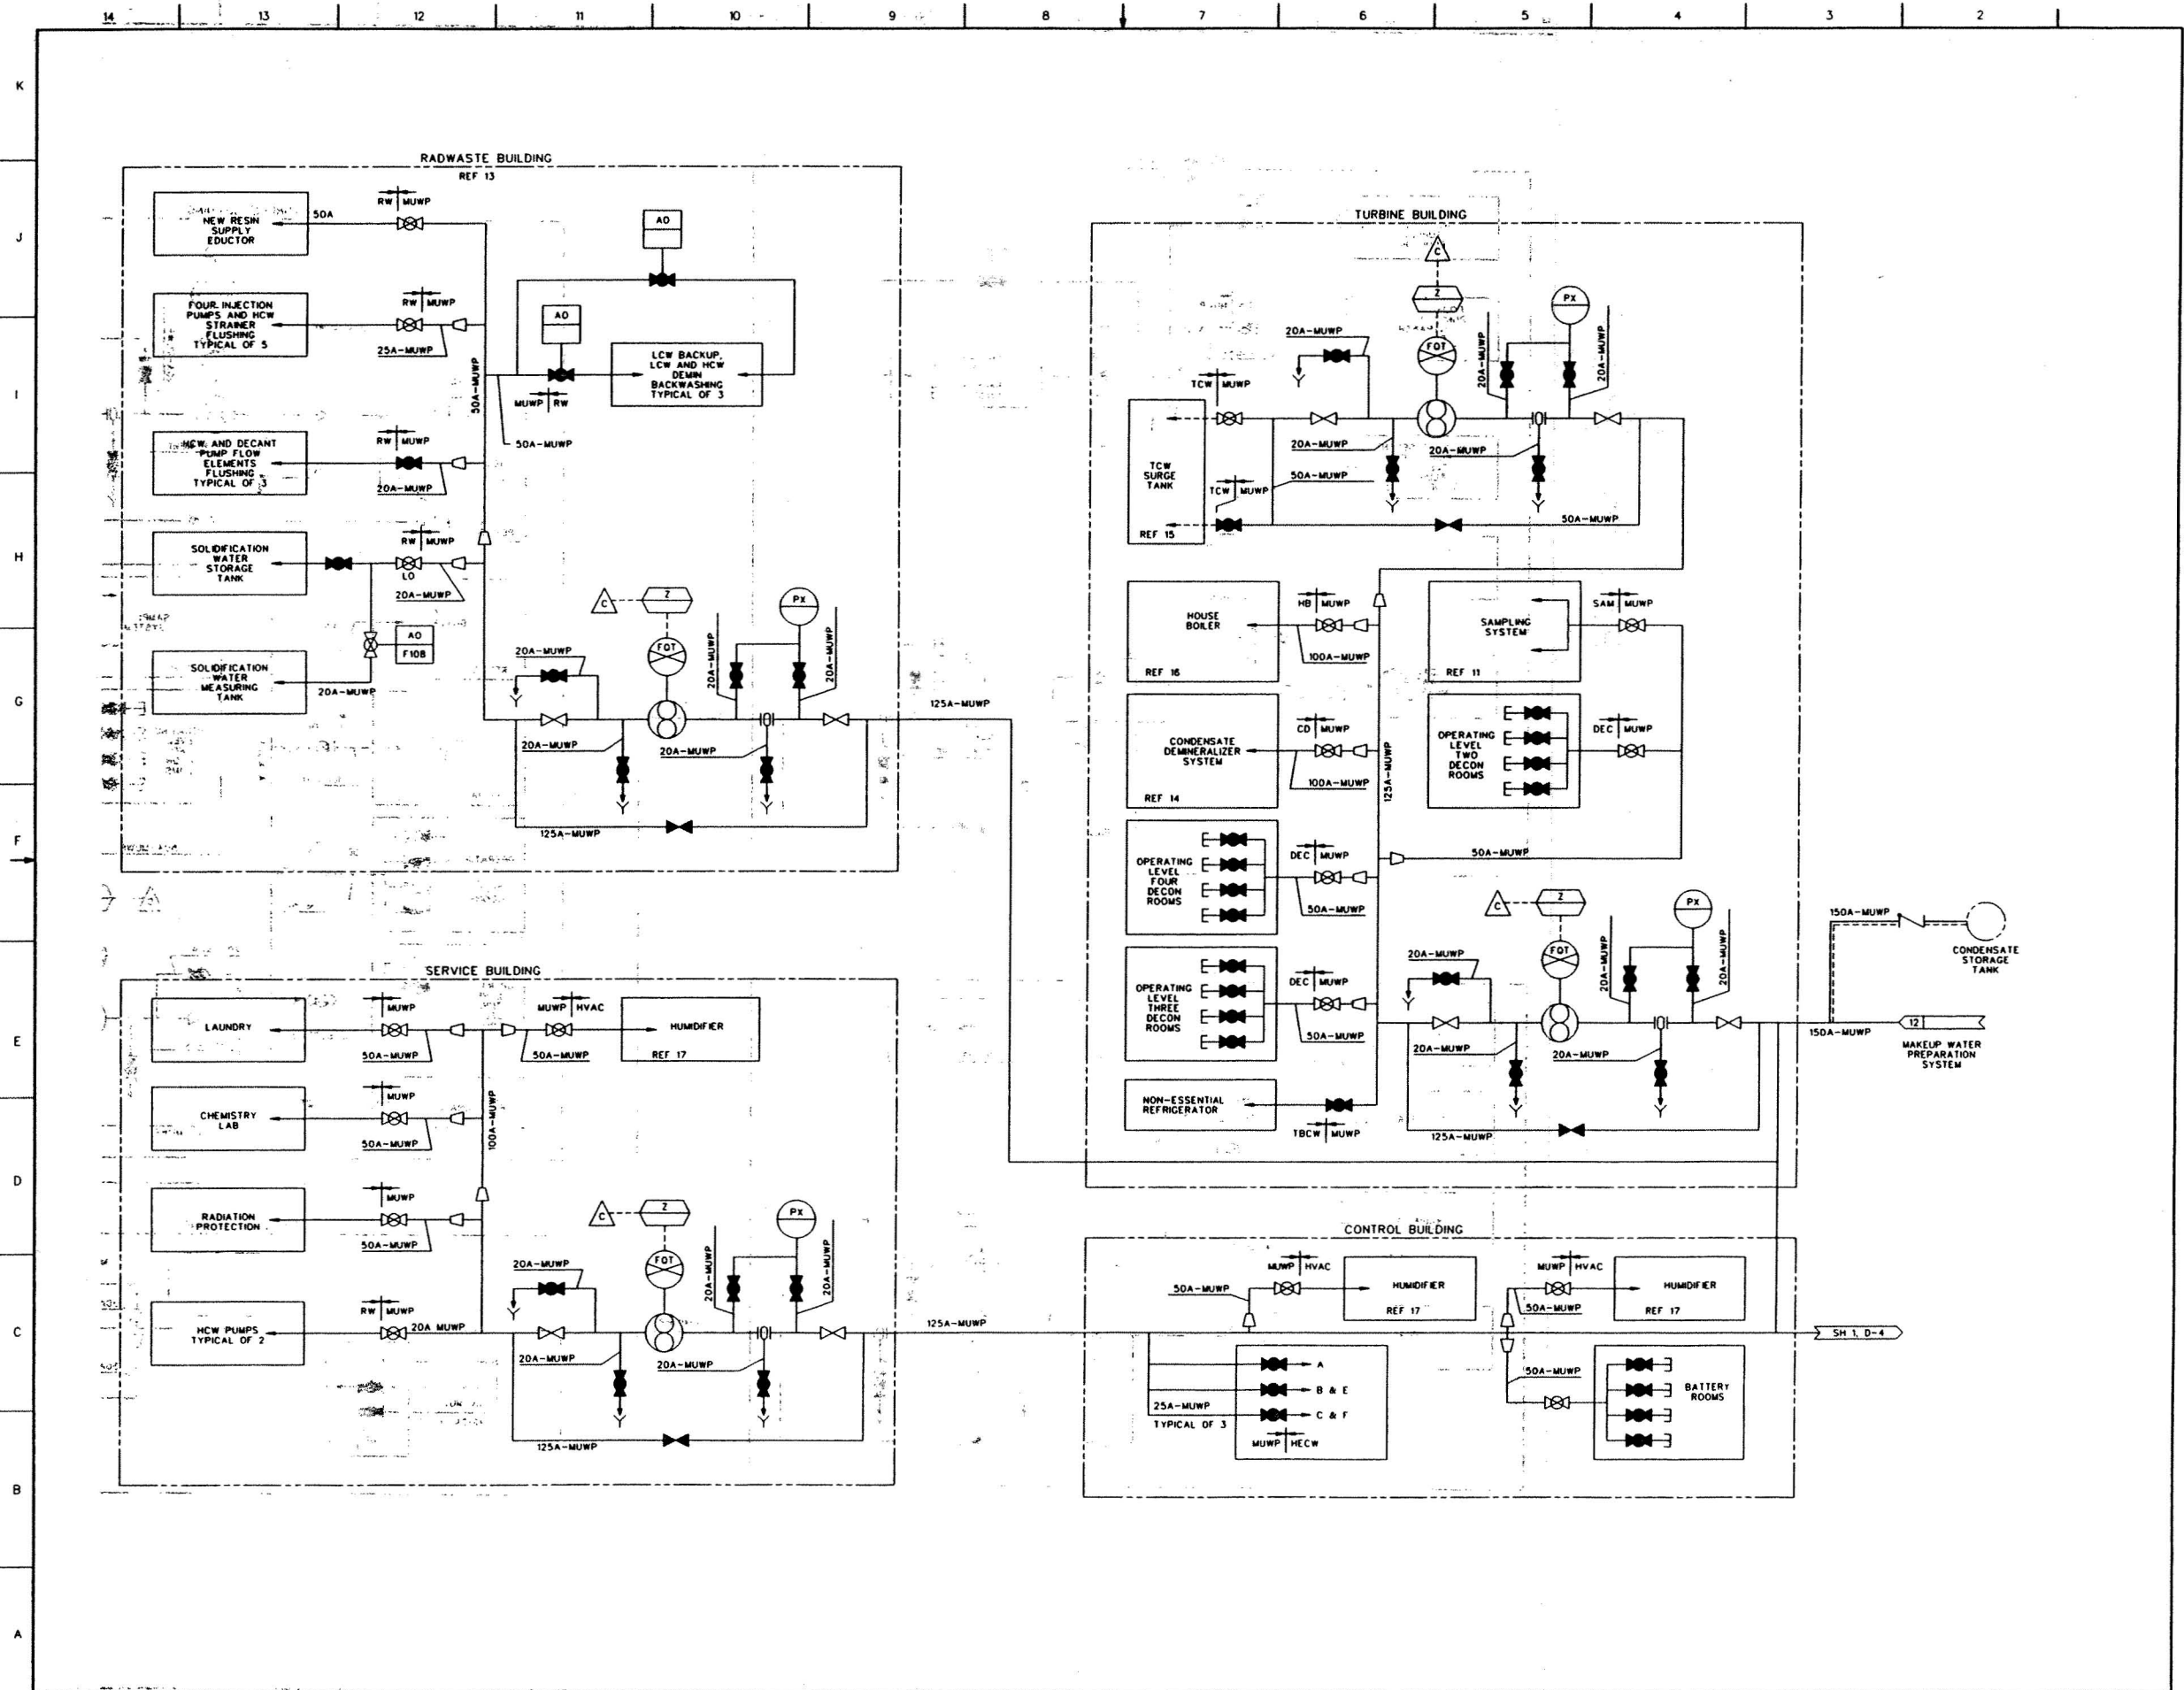 14 13 12 11 10 9 8 7 6 5 4 3 2
K
J
I
H
G
F
E
D
C
B
A
RADWASTE BUILDING
REF 13
NEW RESIN
SUPPLY
EDUCTOR
50A
RW MUWP
FOUR INJECTION
PUMPS AND HCW
STRAINER
FLUSHING
TYPICAL OF 5
RW MUWP
25A-MUWP
HCW AND DECANT
PUMP FLOW
ELEMENTS
FLUSHING
TYPICAL OF 3
RW MUWP
20A-MUWP
SOLIDIFICATION
WATER
STORAGE
TANK
RW MUWP
LO
20A-MUWP
AO
F108
SOLIDIFICATION
WATER
MEASURING
TANK
20A-MUWP
50A-MUWP
AO
AO
MUWP RW
50A-MUWP
LCW BACKUP,
LCW AND HCW
DEMIN
BACKWASHING
TYPICAL OF 3
C
Z
FOT
PX
20A-MUWP
20A-MUWP
20A-MUWP
20A-MUWP
20A-MUWP
125A-MUWP
125A-MUWP
SERVICE BUILDING
LAUNDRY
MUWP
50A-MUWP
MUWP HVAC
50A-MUWP
HUMIDIFIER
REF 17
CHEMISTRY
LAB
MUWP
50A-MUWP
100A-MUWP
RADIATION
PROTECTION
MUWP
50A-MUWP
HCW PUMPS
TYPICAL OF 2
RW MUWP
20A MUWP
C
Z
FOT
PX
20A-MUWP
20A-MUWP
20A-MUWP
20A-MUWP
20A-MUWP
125A-MUWP
125A-MUWP
TURBINE BUILDING
C
Z
FOT
PX
20A-MUWP
20A-MUWP
20A-MUWP
TCW MUWP
20A-MUWP
20A-MUWP
50A-MUWP
TCW
SURGE
TANK
REF 15
TCW MUWP
50A-MUWP
HOUSE
BOILER
REF 16
HB MUWP
100A-MUWP
SAMPLING
SYSTEM
REF 11
SAM MUWP
CONDENSATE
DEMINERALIZER
SYSTEM
REF 14
CD MUWP
100A-MUWP
125A-MUWP
OPERATING
LEVEL
TWO
DECON
ROOMS
DEC MUWP
OPERATING
LEVEL
FOUR
DECON
ROOMS
DEC MUWP
50A-MUWP
50A-MUWP
OPERATING
LEVEL
THREE
DECON
ROOMS
DEC MUWP
50A-MUWP
C
Z
FOT
PX
20A-MUWP
20A-MUWP
20A-MUWP
20A-MUWP
20A-MUWP
NON-ESSENTIAL
REFRIGERATOR
TBCW MUWP
125A-MUWP
150A-MUWP
CONDENSATE
STORAGE
TANK
150A-MUWP
12
MAKEUP WATER
PREPARATION
SYSTEM
CONTROL BUILDING
MUWP HVAC
50A-MUWP
HUMIDIFIER
REF 17
MUWP HVAC
50A-MUWP
HUMIDIFIER
REF 17
SH 1, D-4
A
B & E
C & F
25A-MUWP
TYPICAL OF 3
MUWP HECW
50A-MUWP
BATTERY
ROOMS